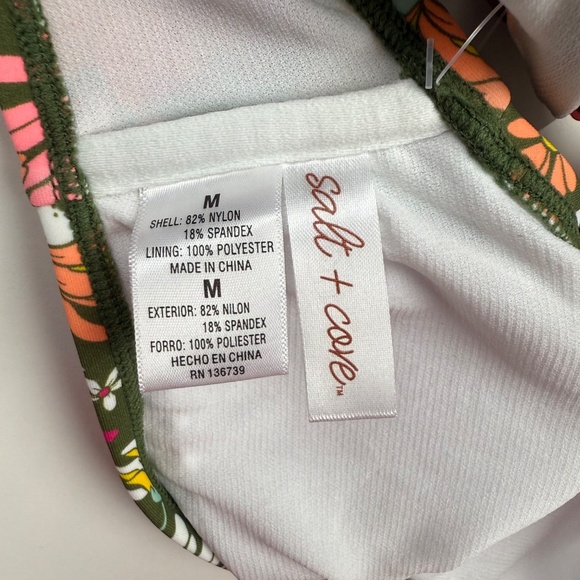 M
SHELL: 82% NYLON
18% SPANDEX
LINING: 100% POLYESTER
MADE IN CHINA
M
EXTERIOR: 82% NILON
18% SPANDEX
FORRO: 100% POLIESTER
HECHO EN CHINA
RN 136739
salt + cove™